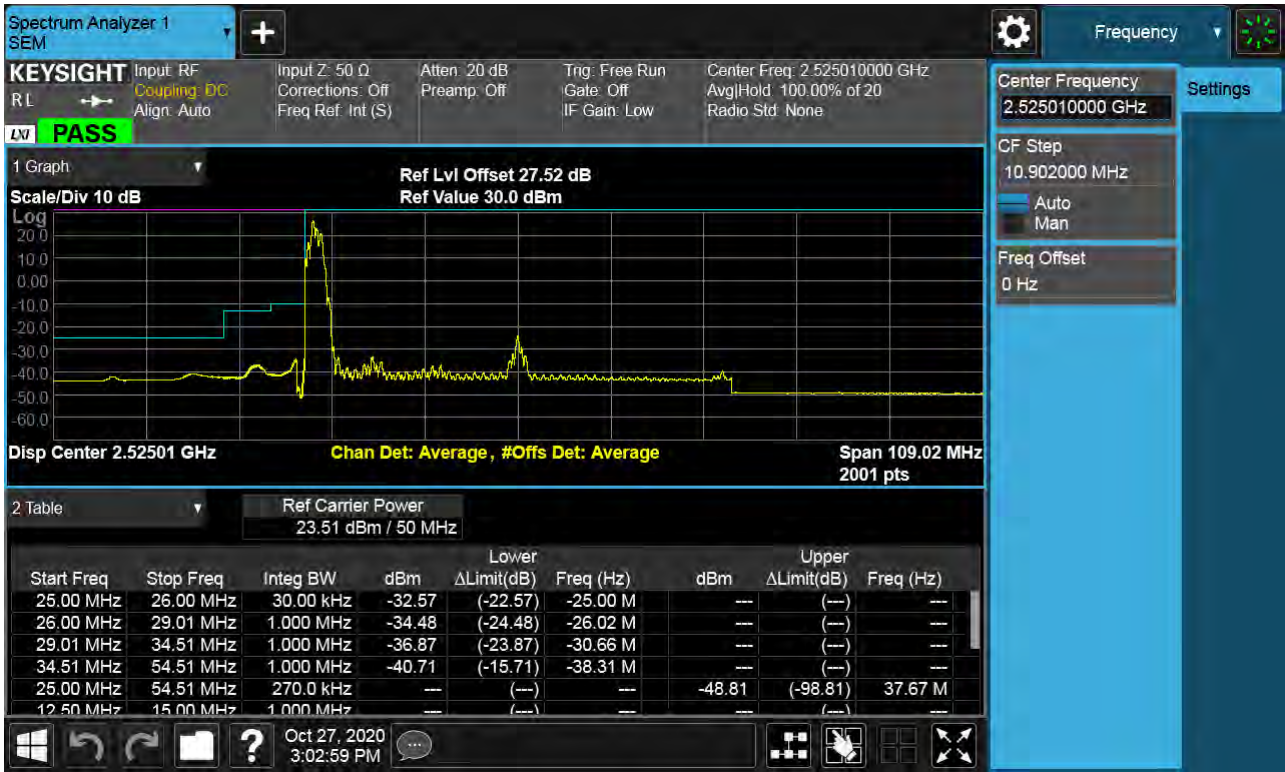 Spectrum Analyzer 1
SEM
+
Frequency
KEYSIGHT
RL
LXI
PASS
Input: RF
Coupling: DC
Align: Auto
Input Z: 50 Ω
Corrections: Off
Freq Ref: Int (S)
Atten: 20 dB
Preamp: Off
Trig: Free Run
Gate: Off
IF Gain: Low
Center Freq: 2.525010000 GHz
Avg|Hold: 100.00% of 20
Radio Std: None
Center Frequency
2.525010000 GHz
Settings
CF Step
10.902000 MHz
Auto
Man
Freq Offset
0 Hz
1 Graph
Ref Lvl Offset 27.52 dB
Scale/Div 10 dB
Ref Value 30.0 dBm
Log
20.0
10.0
0.00
-10.0
-20.0
-30.0
-40.0
-50.0
-60.0
Disp Center 2.52501 GHz
Chan Det: Average, #Offs Det: Average
Span 109.02 MHz
2001 pts
2 Table
Ref Carrier Power
23.51 dBm / 50 MHz
Lower Upper
Start Freq Stop Freq Integ BW dBm ΔLimit(dB) Freq (Hz) dBm ΔLimit(dB) Freq (Hz)
25.00 MHz 26.00 MHz 30.00 kHz -32.57 (-22.57) -25.00 M --- (---) ---
26.00 MHz 29.01 MHz 1.000 MHz -34.48 (-24.48) -26.02 M --- (---) ---
29.01 MHz 34.51 MHz 1.000 MHz -36.87 (-23.87) -30.66 M --- (---) ---
34.51 MHz 54.51 MHz 1.000 MHz -40.71 (-15.71) -38.31 M --- (---) ---
25.00 MHz 54.51 MHz 270.0 kHz --- (---) --- -48.81 (-98.81) 37.67 M
12.50 MHz 15.00 MHz 1.000 MHz --- (---) --- --- (---) ---
?
Oct 27, 2020
3:02:59 PM